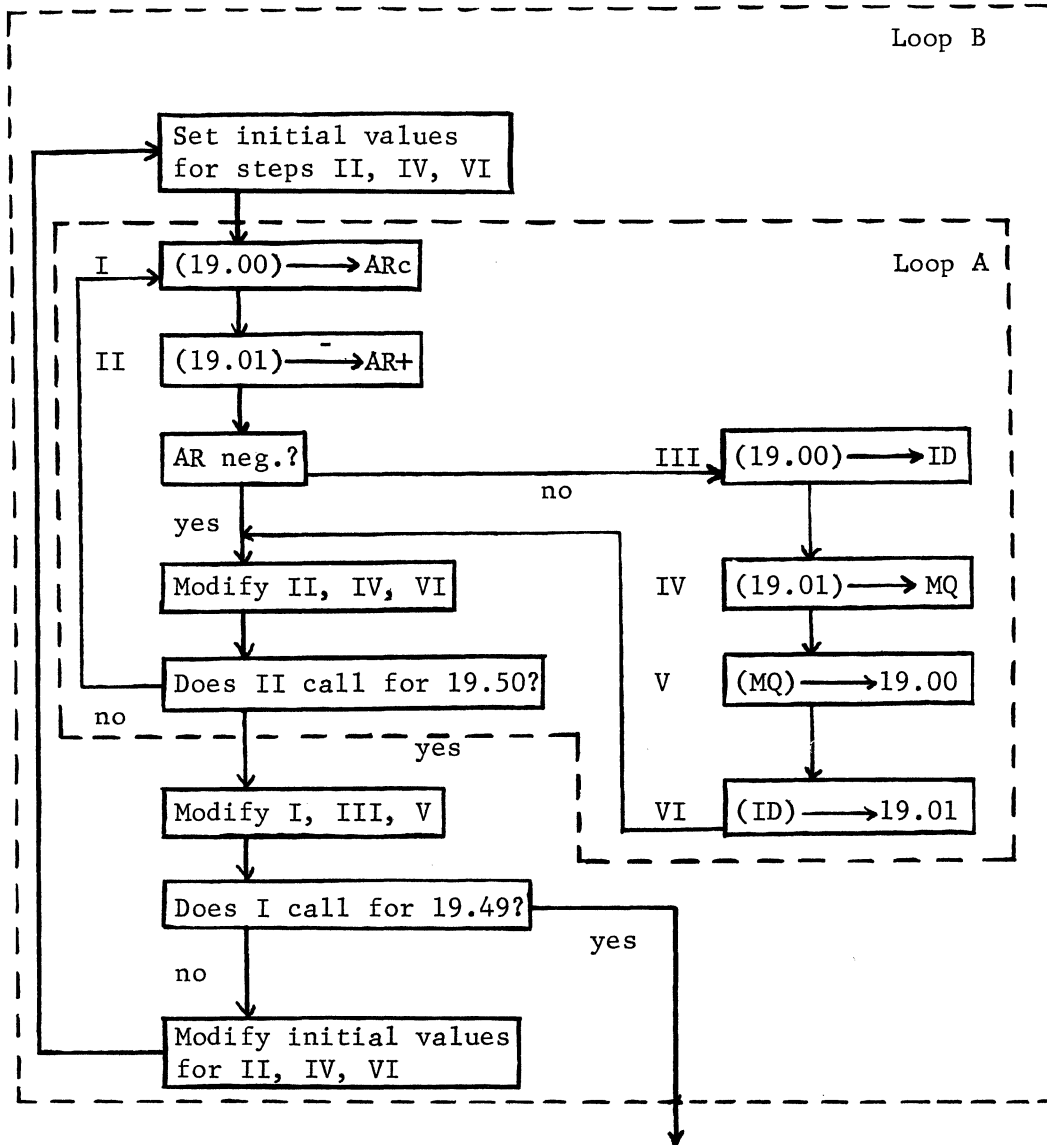 Loop B
Set initial values
for steps II, IV, VI
I
(19.00) → ARc
Loop A
II
(19.01) - → AR+
AR neg.?
no
III
(19.00) → ID
yes
IV
(19.01) → MQ
Modify II, IV, VI
V
(MQ) → 19.00
Does II call for 19.50?
no
yes
VI
(ID) → 19.01
Modify I, III, V
Does I call for 19.49?
yes
no
Modify initial values
for II, IV, VI